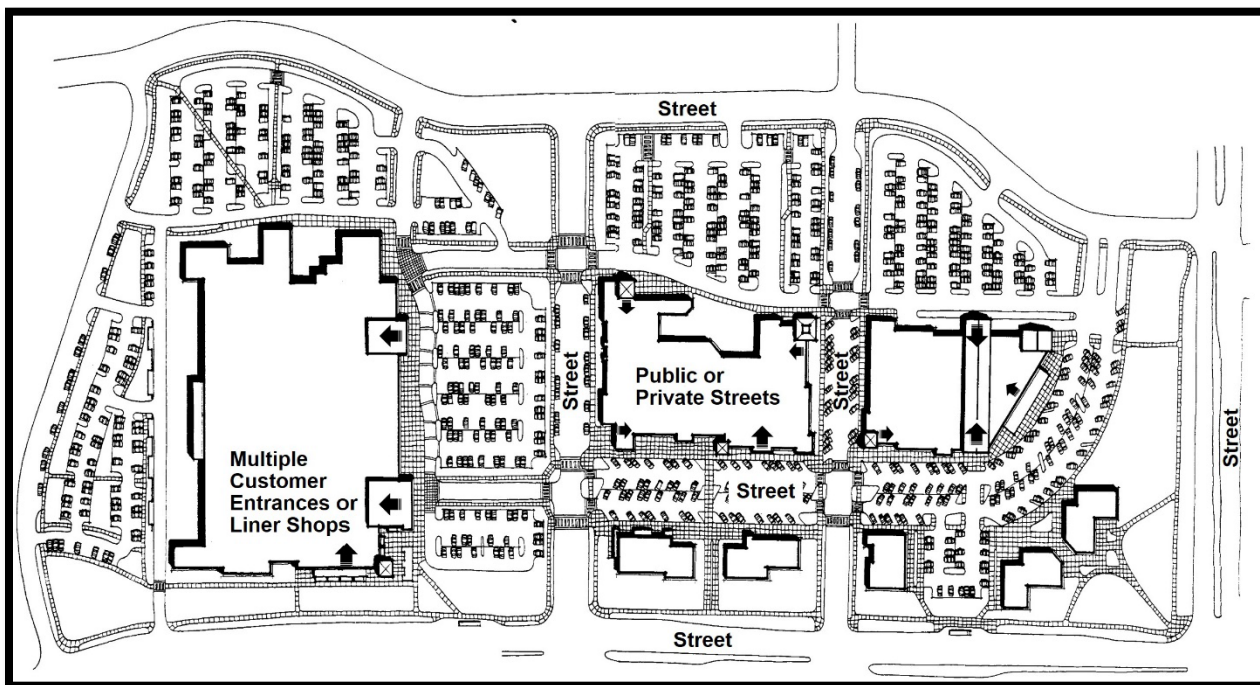 Street
Street
Public or
Private Streets
Street
Street
Multiple
Customer
Entrances or
Liner Shops
Street
Street